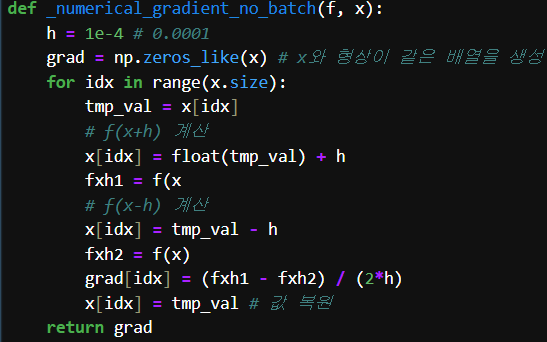 def _numerical_gradient_no_batch(f, x):
    h = 1e-4 # 0.0001
    grad = np.zeros_like(x) # x와 형상이 같은 배열을 생성
    for idx in range(x.size):
        tmp_val = x[idx]
        # f(x+h) 계산
        x[idx] = float(tmp_val) + h
        fxh1 = f(x
        # f(x-h) 계산
        x[idx] = tmp_val - h
        fxh2 = f(x)
        grad[idx] = (fxh1 - fxh2) / (2*h)
        x[idx] = tmp_val # 값 복원
    return grad